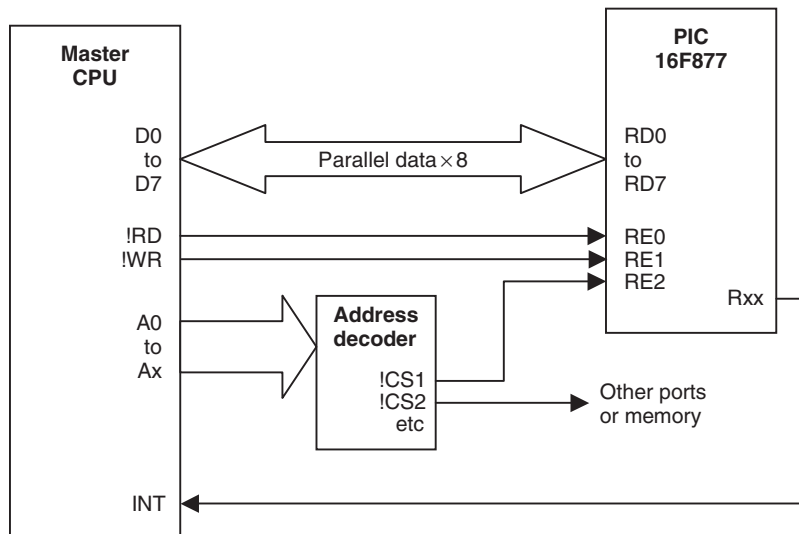 Master
CPU
D0
to
D7
!RD
!WR
A0
to
Ax
INT
Parallel data × 8
Address
decoder
!CS1
!CS2
etc
PIC
16F877
RD0
to
RD7
RE0
RE1
RE2
Rxx
Other ports
or memory